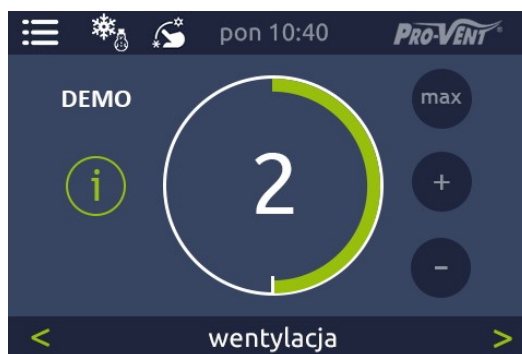 pon 10:40 PRO-VENT®
DEMO
max
i
2
+
-
< wentylacja >